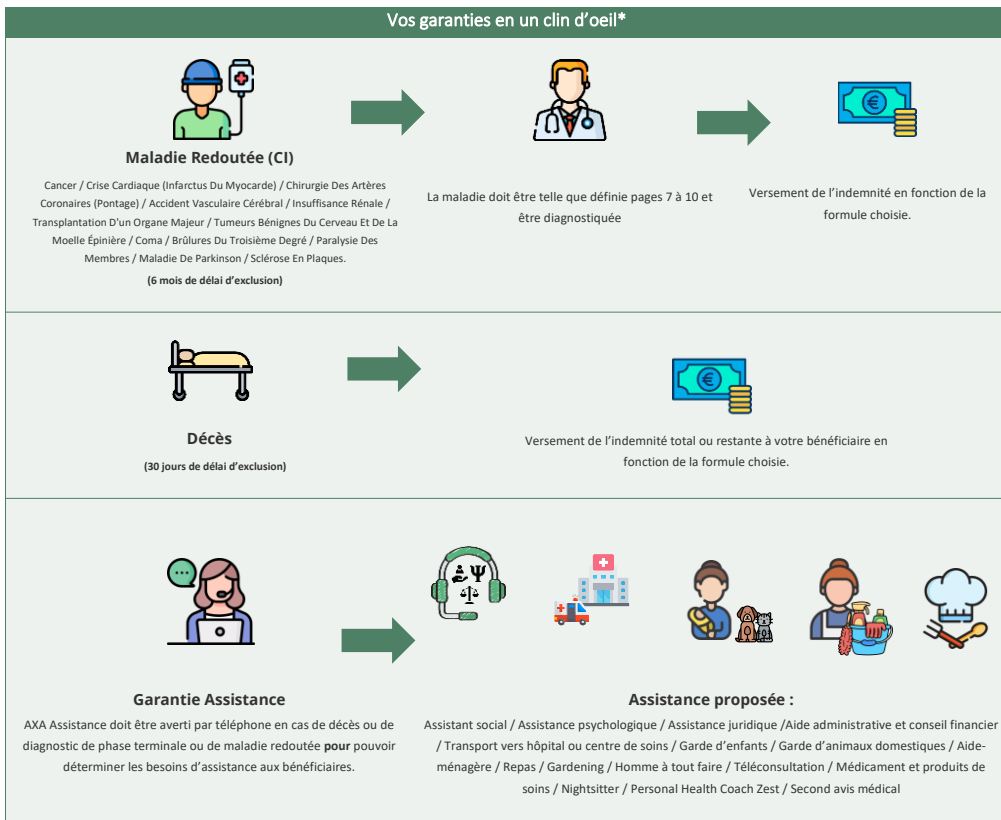 Vos garanties en un clin d'oeil*
Maladie Redoutée (CI)
Cancer / Crise Cardiaque (Infarctus Du Myocarde) / Chirurgie Des Artères
Coronaires (Pontage) / Accident Vasculaire Cérébral / Insuffisance Rénale /
Transplantation D'un Organe Majeur / Tumeurs Bénignes Du Cerveau Et De La
Moelle Épinière / Coma / Brûlures Du Troisième Degré / Paralysie Des
Membres / Maladie De Parkinson / Sclérose En Plaques.
(6 mois de délai d'exclusion)
La maladie doit être telle que définie pages 7 à 10 et
être diagnostiquée
Versement de l'indemnité en fonction de la
formule choisie.
Décès
(30 jours de délai d'exclusion)
Versement de l'indemnité total ou restante à votre bénéficiaire en
fonction de la formule choisie.
Garantie Assistance
AXA Assistance doit être averti par téléphone en cas de décès ou de
diagnostic de phase terminale ou de maladie redoutée pour pouvoir
déterminer les besoins d'assistance aux bénéficiaires.
Assistance proposée :
Assistant social / Assistance psychologique / Assistance juridique /Aide administrative et conseil financier
/ Transport vers hôpital ou centre de soins / Garde d'enfants / Garde d'animaux domestiques / Aide-
ménagère / Repas / Gardening / Homme à tout faire / Téléconsultation / Médicament et produits de
soins / Nightsitter / Personal Health Coach Zest / Second avis médical